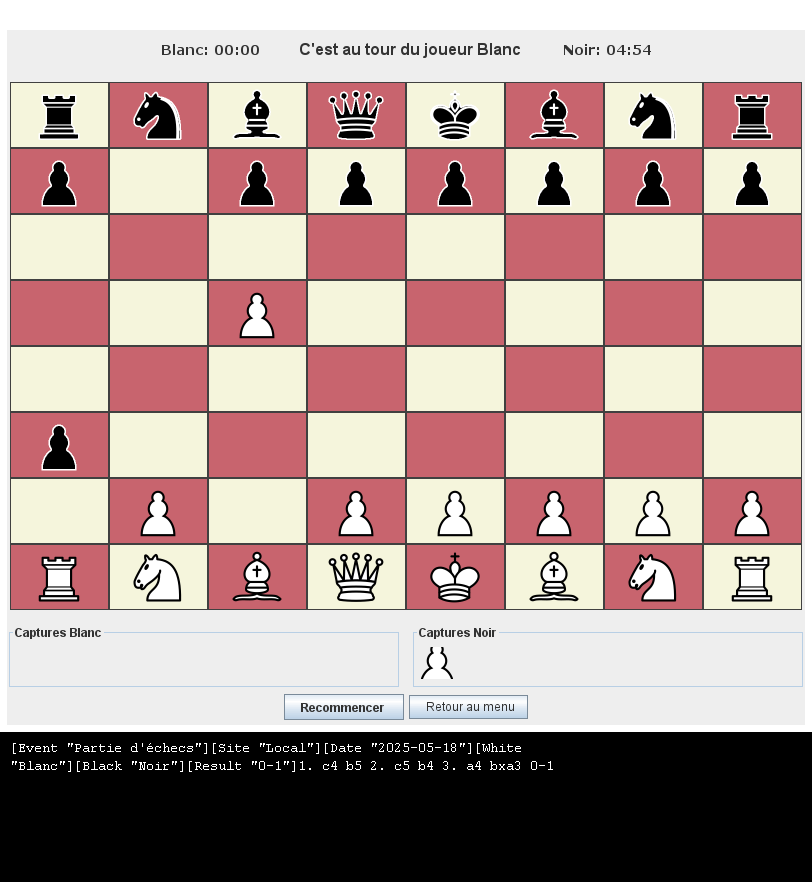 Blanc: 00:00 C'est au tour du joueur Blanc Noir: 04:54
Captures Blanc Captures Noir
Recommencer Retour au menu
[Event "Partie d'échecs"][Site "Local"][Date "2025-05-18"][White
"Blanc"][Black "Noir"][Result "0-1"]1. c4 b5 2. c5 b4 3. a4 bxa3 0-1